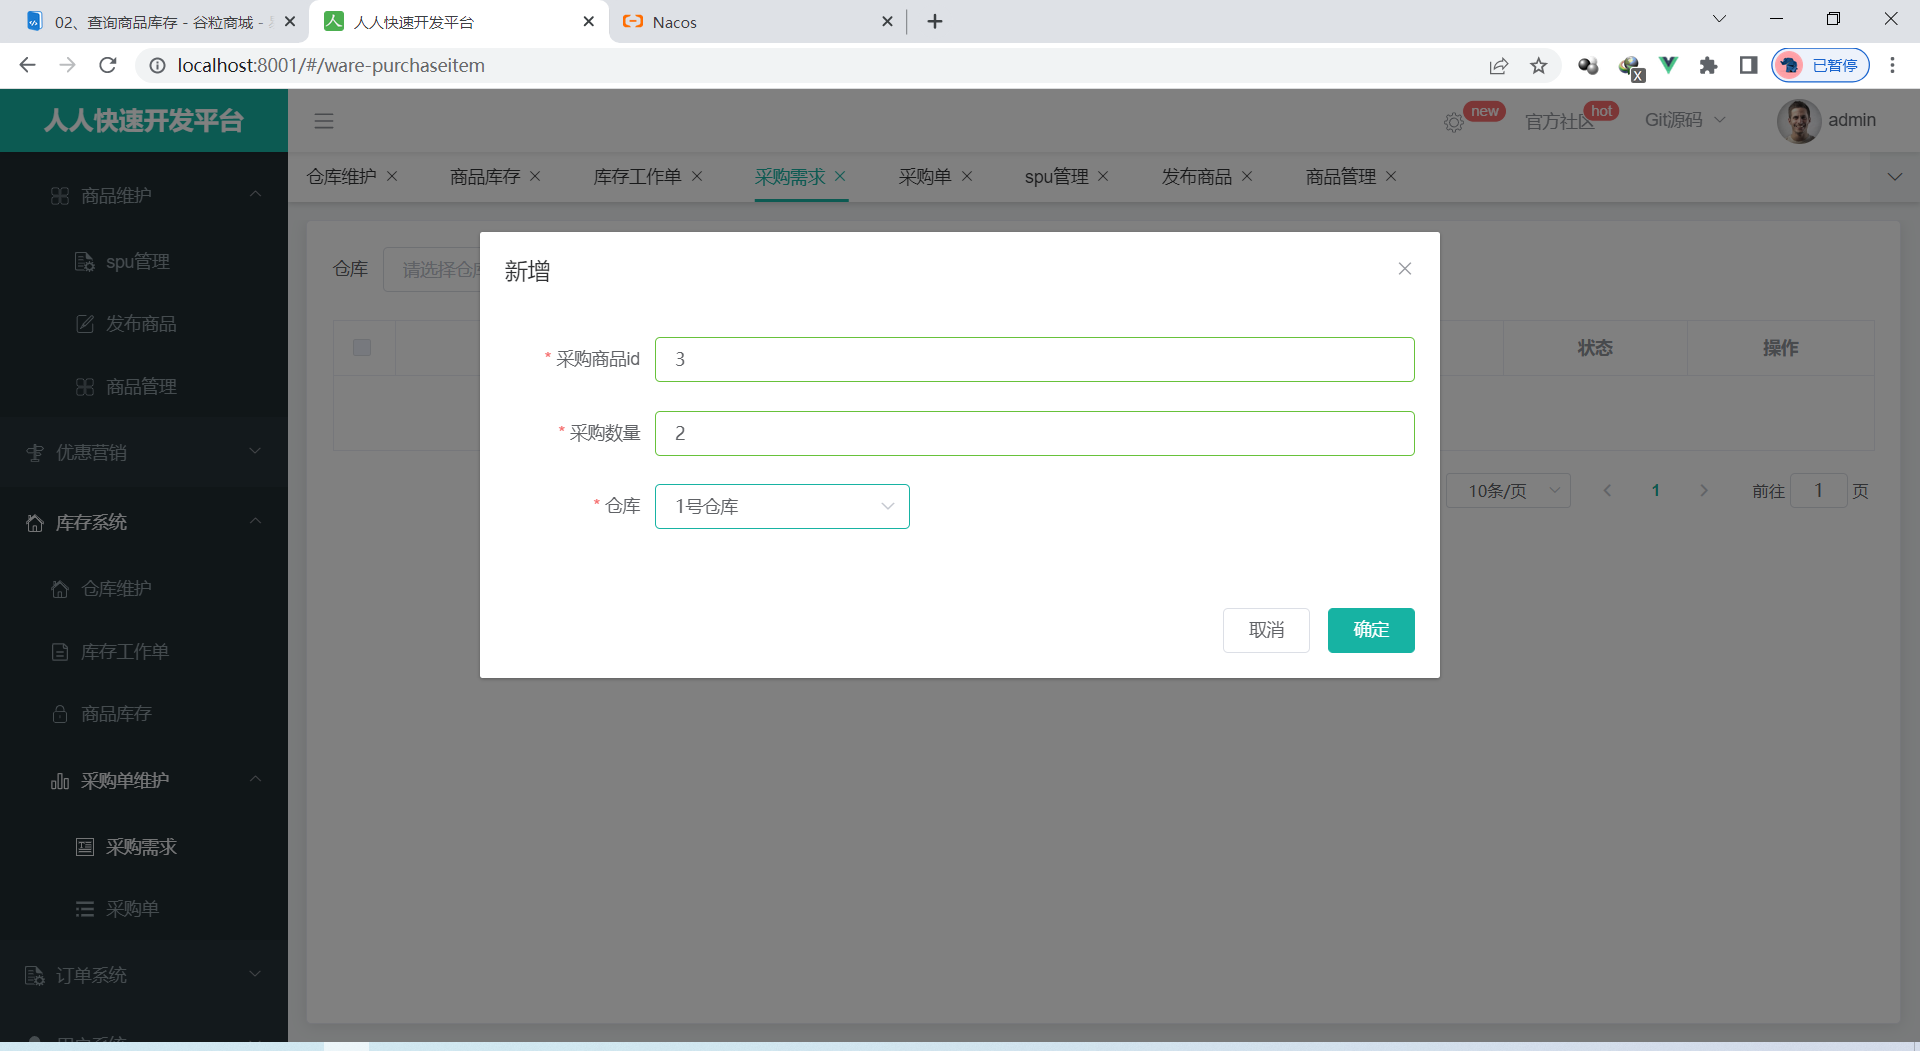 02、查询商品库存 - 谷粒商城 -
人人快速开发平台
Nacos
localhost:8001/#/ware-purchaseitem
已暂停
人人快速开发平台
new
官方社区
hot
Git源码
admin
仓库维护
商品库存
库存工作单
采购需求
采购单
spu管理
发布商品
商品管理
商品维护
spu管理
发布商品
商品管理
优惠营销
库存系统
仓库维护
库存工作单
商品库存
采购单维护
采购需求
采购单
订单系统
仓库
请选择仓库
状态
操作
10条/页
1
前往
1
页
新增
* 采购商品id
3
* 采购数量
2
* 仓库
1号仓库
取消
确定